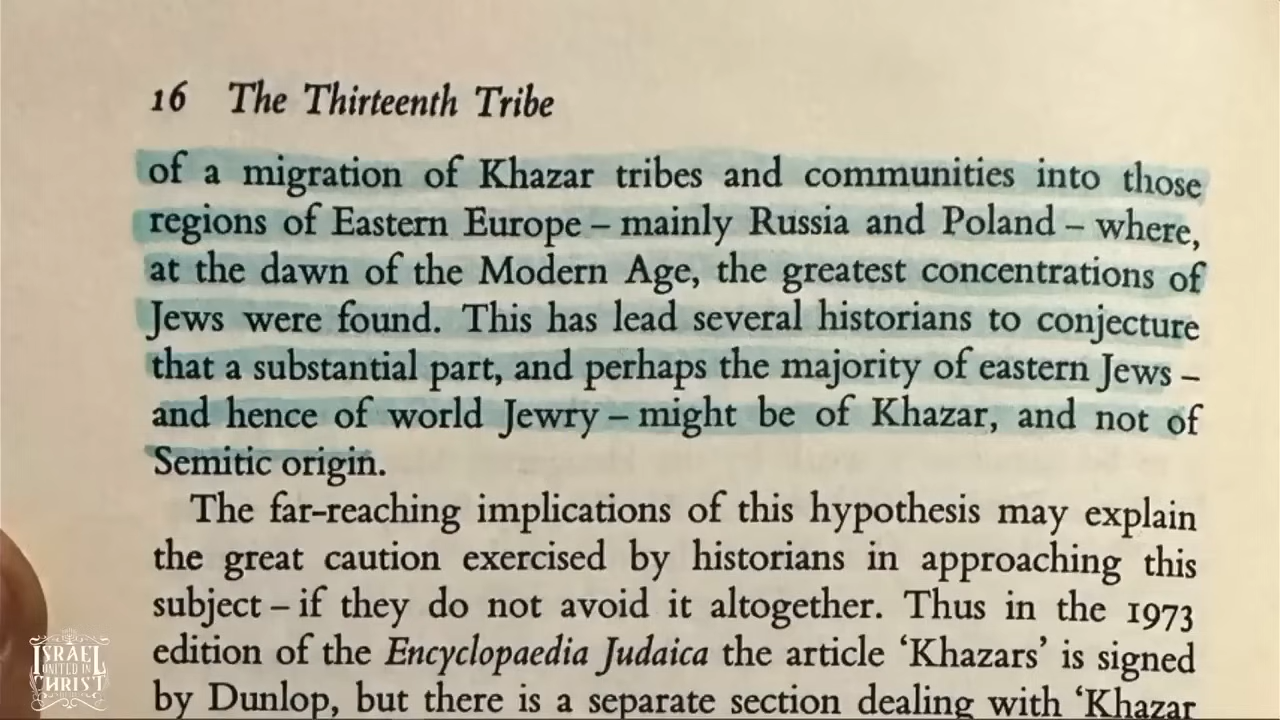 16 The Thirteenth Tribe
of a migration of Khazar tribes and communities into those
regions of Eastern Europe – mainly Russia and Poland – where,
at the dawn of the Modern Age, the greatest concentrations of
Jews were found. This has lead several historians to conjecture
that a substantial part, and perhaps the majority of eastern Jews –
and hence of world Jewry – might be of Khazar, and not of
Semitic origin.
The far-reaching implications of this hypothesis may explain
the great caution exercised by historians in approaching this
subject – if they do not avoid it altogether. Thus in the 1973
edition of the Encyclopaedia Judaica the article ‘Khazars’ is signed
by Dunlop, but there is a separate section dealing with ‘Khazar
ISRAEL
UNITED IN
CHRIST